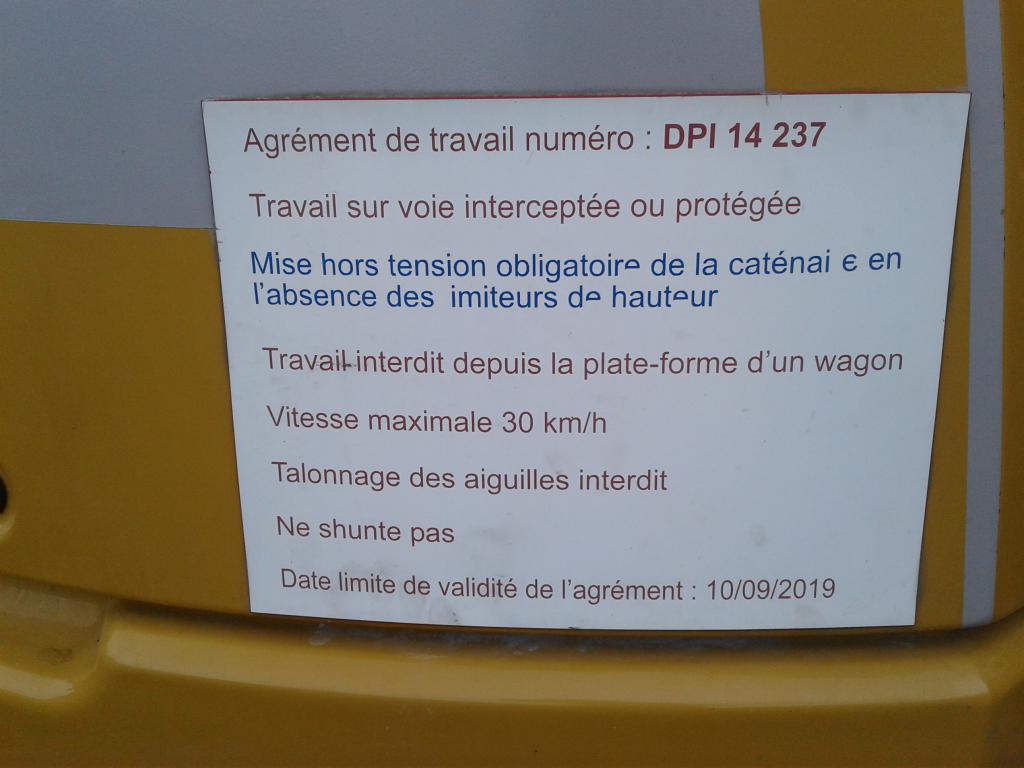 Agrément de travail numéro : DPI 14 237
Travail sur voie interceptée ou protégée
Mise hors tension obligatoire de la caténai e en
l'absence des imiteurs de hauteur
Travail interdit depuis la plate-forme d'un wagon
Vitesse maximale 30 km/h
Talonnage des aiguilles interdit
Ne shunte pas
Date limite de validité de l'agrément : 10/09/2019